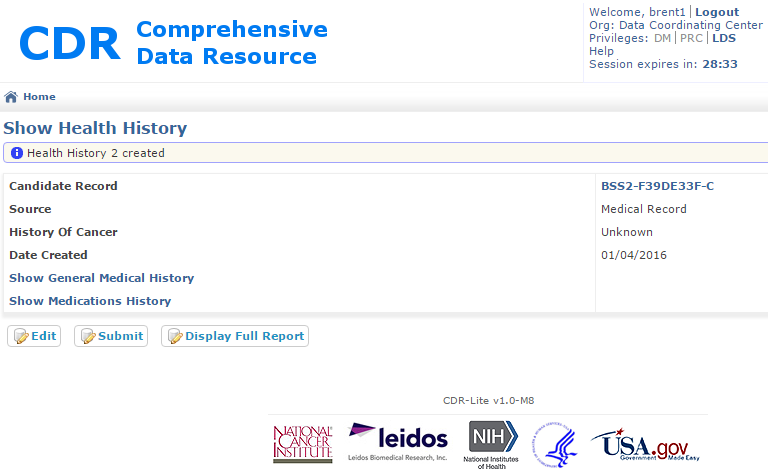 CDR
Comprehensive
Data Resource
Welcome, brent1 | Logout
Org: Data Coordinating Center
Privileges: DM | PRC | LDS
Help
Session expires in: 28:33
Home
Show Health History
Health History 2 created
Candidate Record BSS2-F39DE33F-C
Source Medical Record
History Of Cancer Unknown
Date Created 01/04/2016
Show General Medical History
Show Medications History
Edit Submit Display Full Report
CDR-Lite v1.0-M8
NATIONAL
CANCER
INSTITUTE
leidos
Leidos Biomedical Research, Inc.
NIH
National Institutes
of Health
USA.gov
Government Made Easy